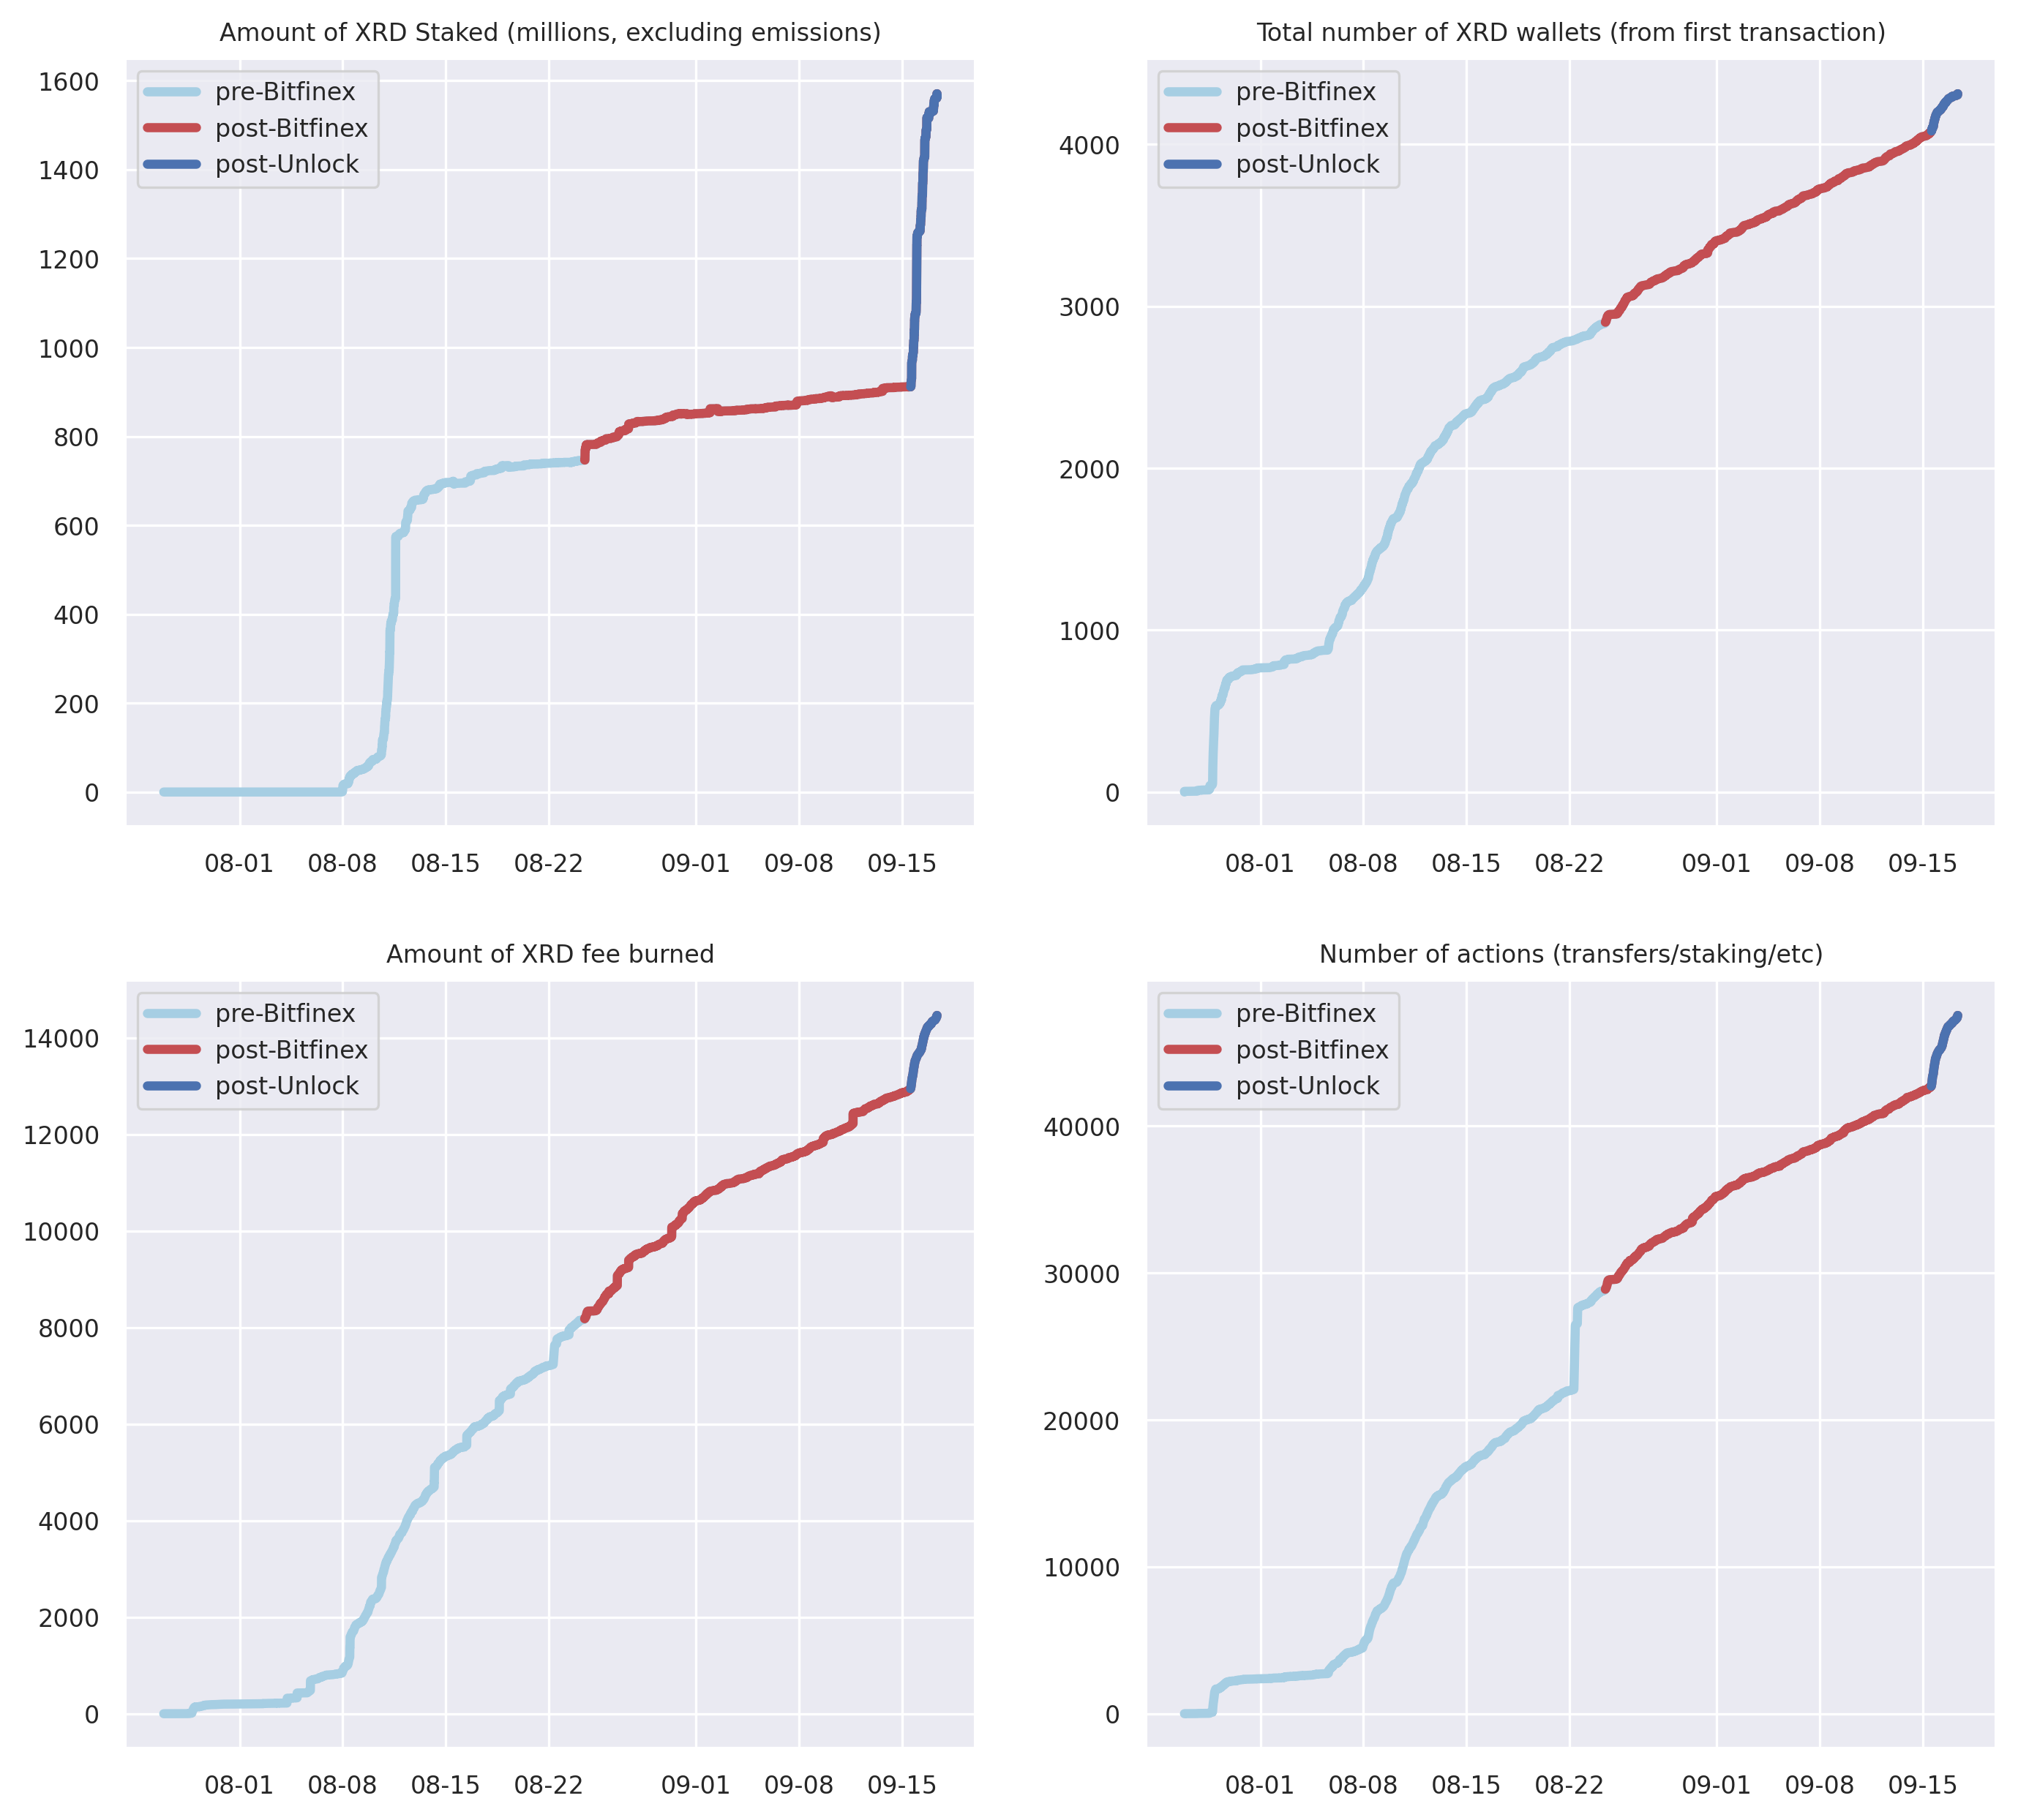 Amount of XRD Staked (millions, excluding emissions)
1600
1400
1200
1000
800
600
400
200
0
pre-Bitfinex
post-Bitfinex
post-Unlock
08-01 08-08 08-15 08-22 09-01 09-08 09-15
Total number of XRD wallets (from first transaction)
4000
3000
2000
1000
0
pre-Bitfinex
post-Bitfinex
post-Unlock
08-01 08-08 08-15 08-22 09-01 09-08 09-15
Amount of XRD fee burned
14000
12000
10000
8000
6000
4000
2000
0
pre-Bitfinex
post-Bitfinex
post-Unlock
08-01 08-08 08-15 08-22 09-01 09-08 09-15
Number of actions (transfers/staking/etc)
40000
30000
20000
10000
0
pre-Bitfinex
post-Bitfinex
post-Unlock
08-01 08-08 08-15 08-22 09-01 09-08 09-15